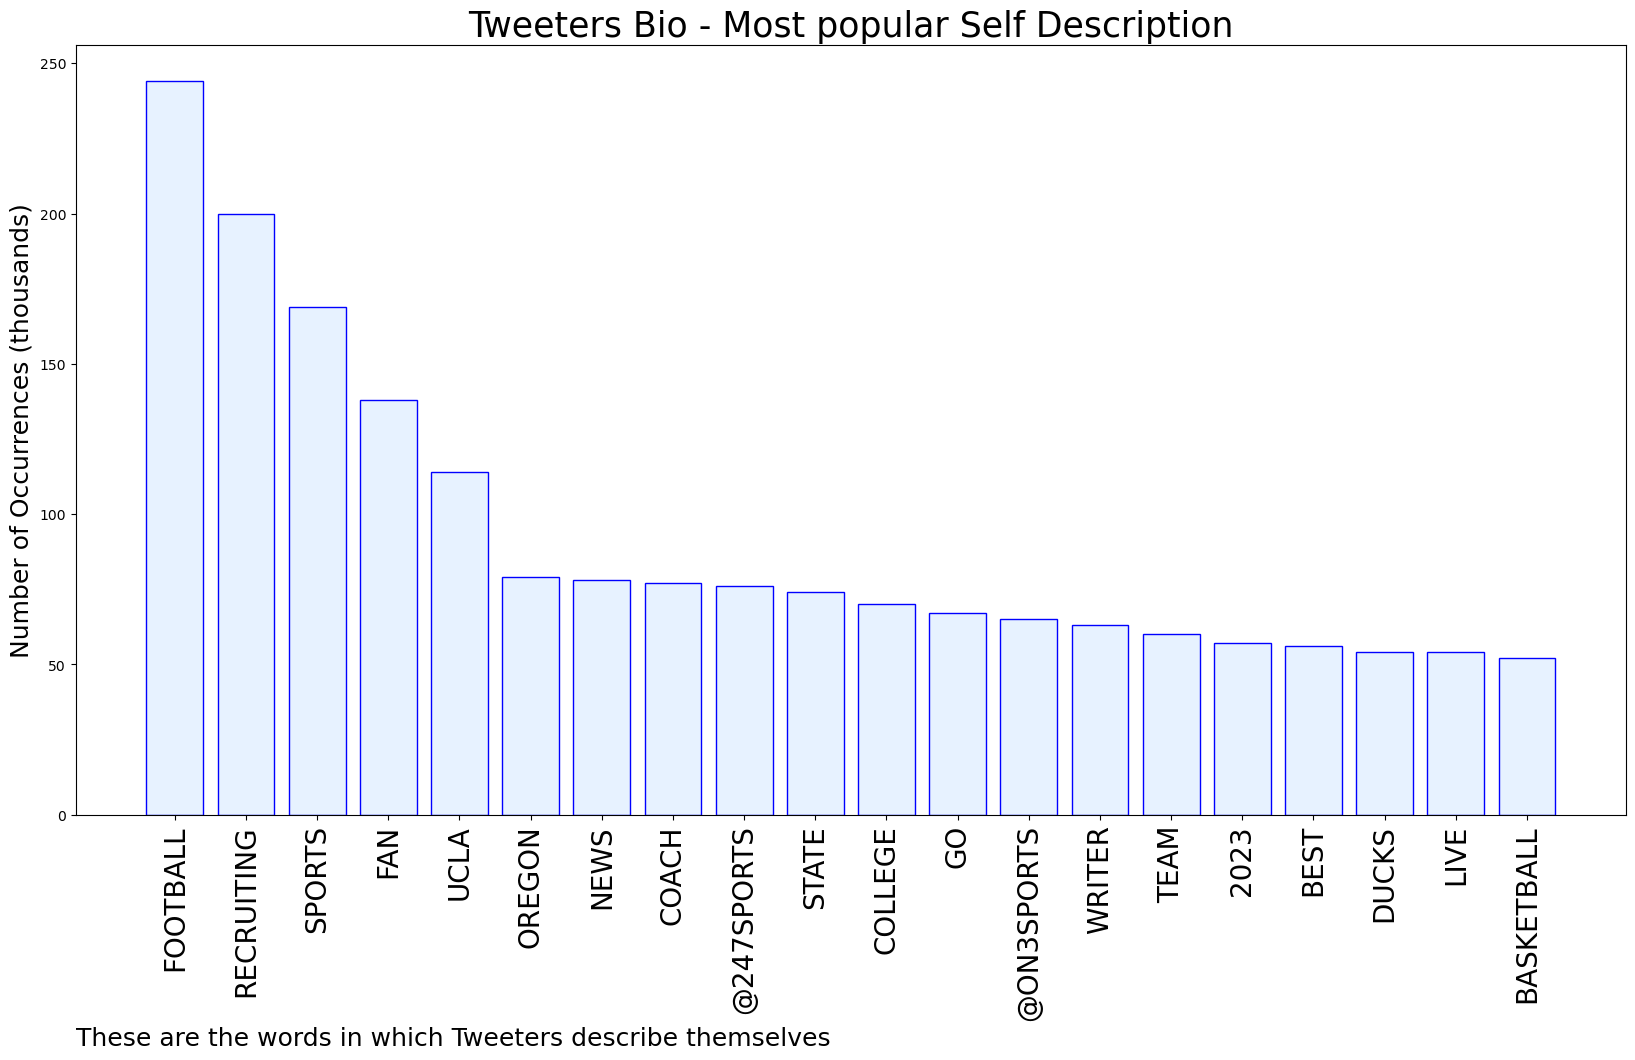 Tweeters Bio - Most popular Self Description
Number of Occurrences (thousands)
250
200
150
100
50
0
FOOTBALL
RECRUITING
SPORTS
FAN
UCLA
OREGON
NEWS
COACH
@247SPORTS
STATE
COLLEGE
GO
@ON3SPORTS
WRITER
TEAM
2023
BEST
DUCKS
LIVE
BASKETBALL
These are the words in which Tweeters describe themselves